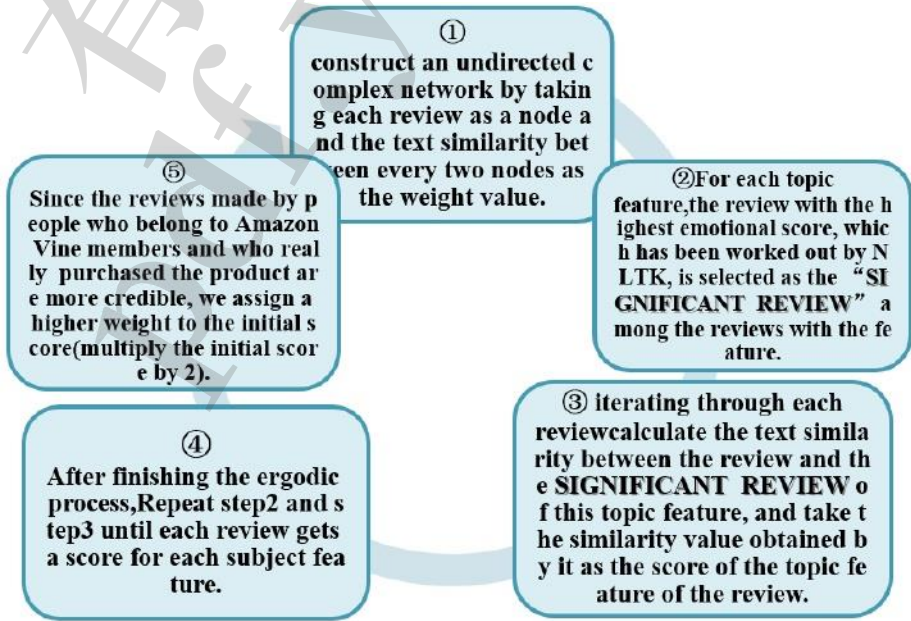 ①
construct an undirected c
omplex network by takin
g each review as a node a
nd the text similarity bet
ween every two nodes as
the weight value.
②For each topic
feature,the review with the h
ighest emotional score, whic
h has been worked out by N
LTK, is selected as the “SI
GNIFICANT REVIEW” a
mong the reviews with the fe
ature.
③ iterating through each
reviewcalculate the text simila
rity between the review and th
e SIGNIFICANT REVIEW o
f this topic feature, and take t
he similarity value obtained b
y it as the score of the topic fe
ature of the review.
④
After finishing the ergodic
process,Repeat step2 and s
tep3 until each review gets
a score for each subject fea
ture.
⑤
Since the reviews made by p
eople who belong to Amazon
Vine members and who real
ly purchased the product ar
e more credible, we assign a
higher weight to the initial s
core(multiply the initial scor
e by 2).